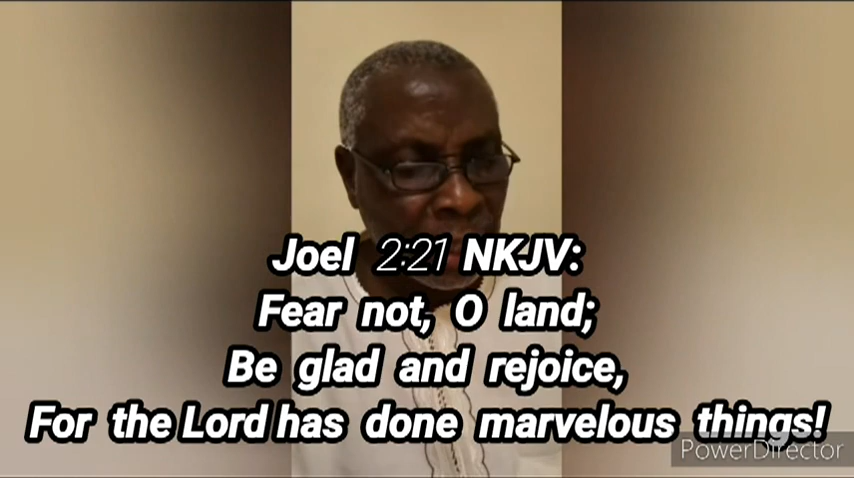 Joel 2:21 NKJV:
Fear not, O land;
Be glad and rejoice,
For the Lord has done marvelous things!
PowerDirector